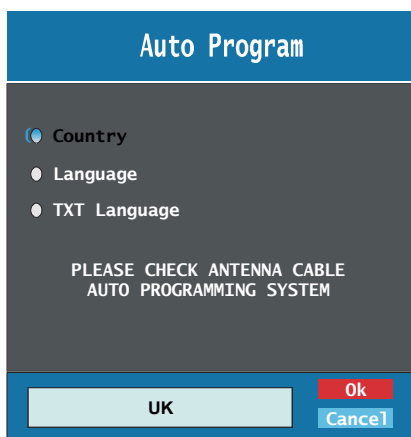 Auto Program
Country
Language
TXT Language
PLEASE CHECK ANTENNA CABLE
AUTO PROGRAMMING SYSTEM
UK
Ok
Cancel